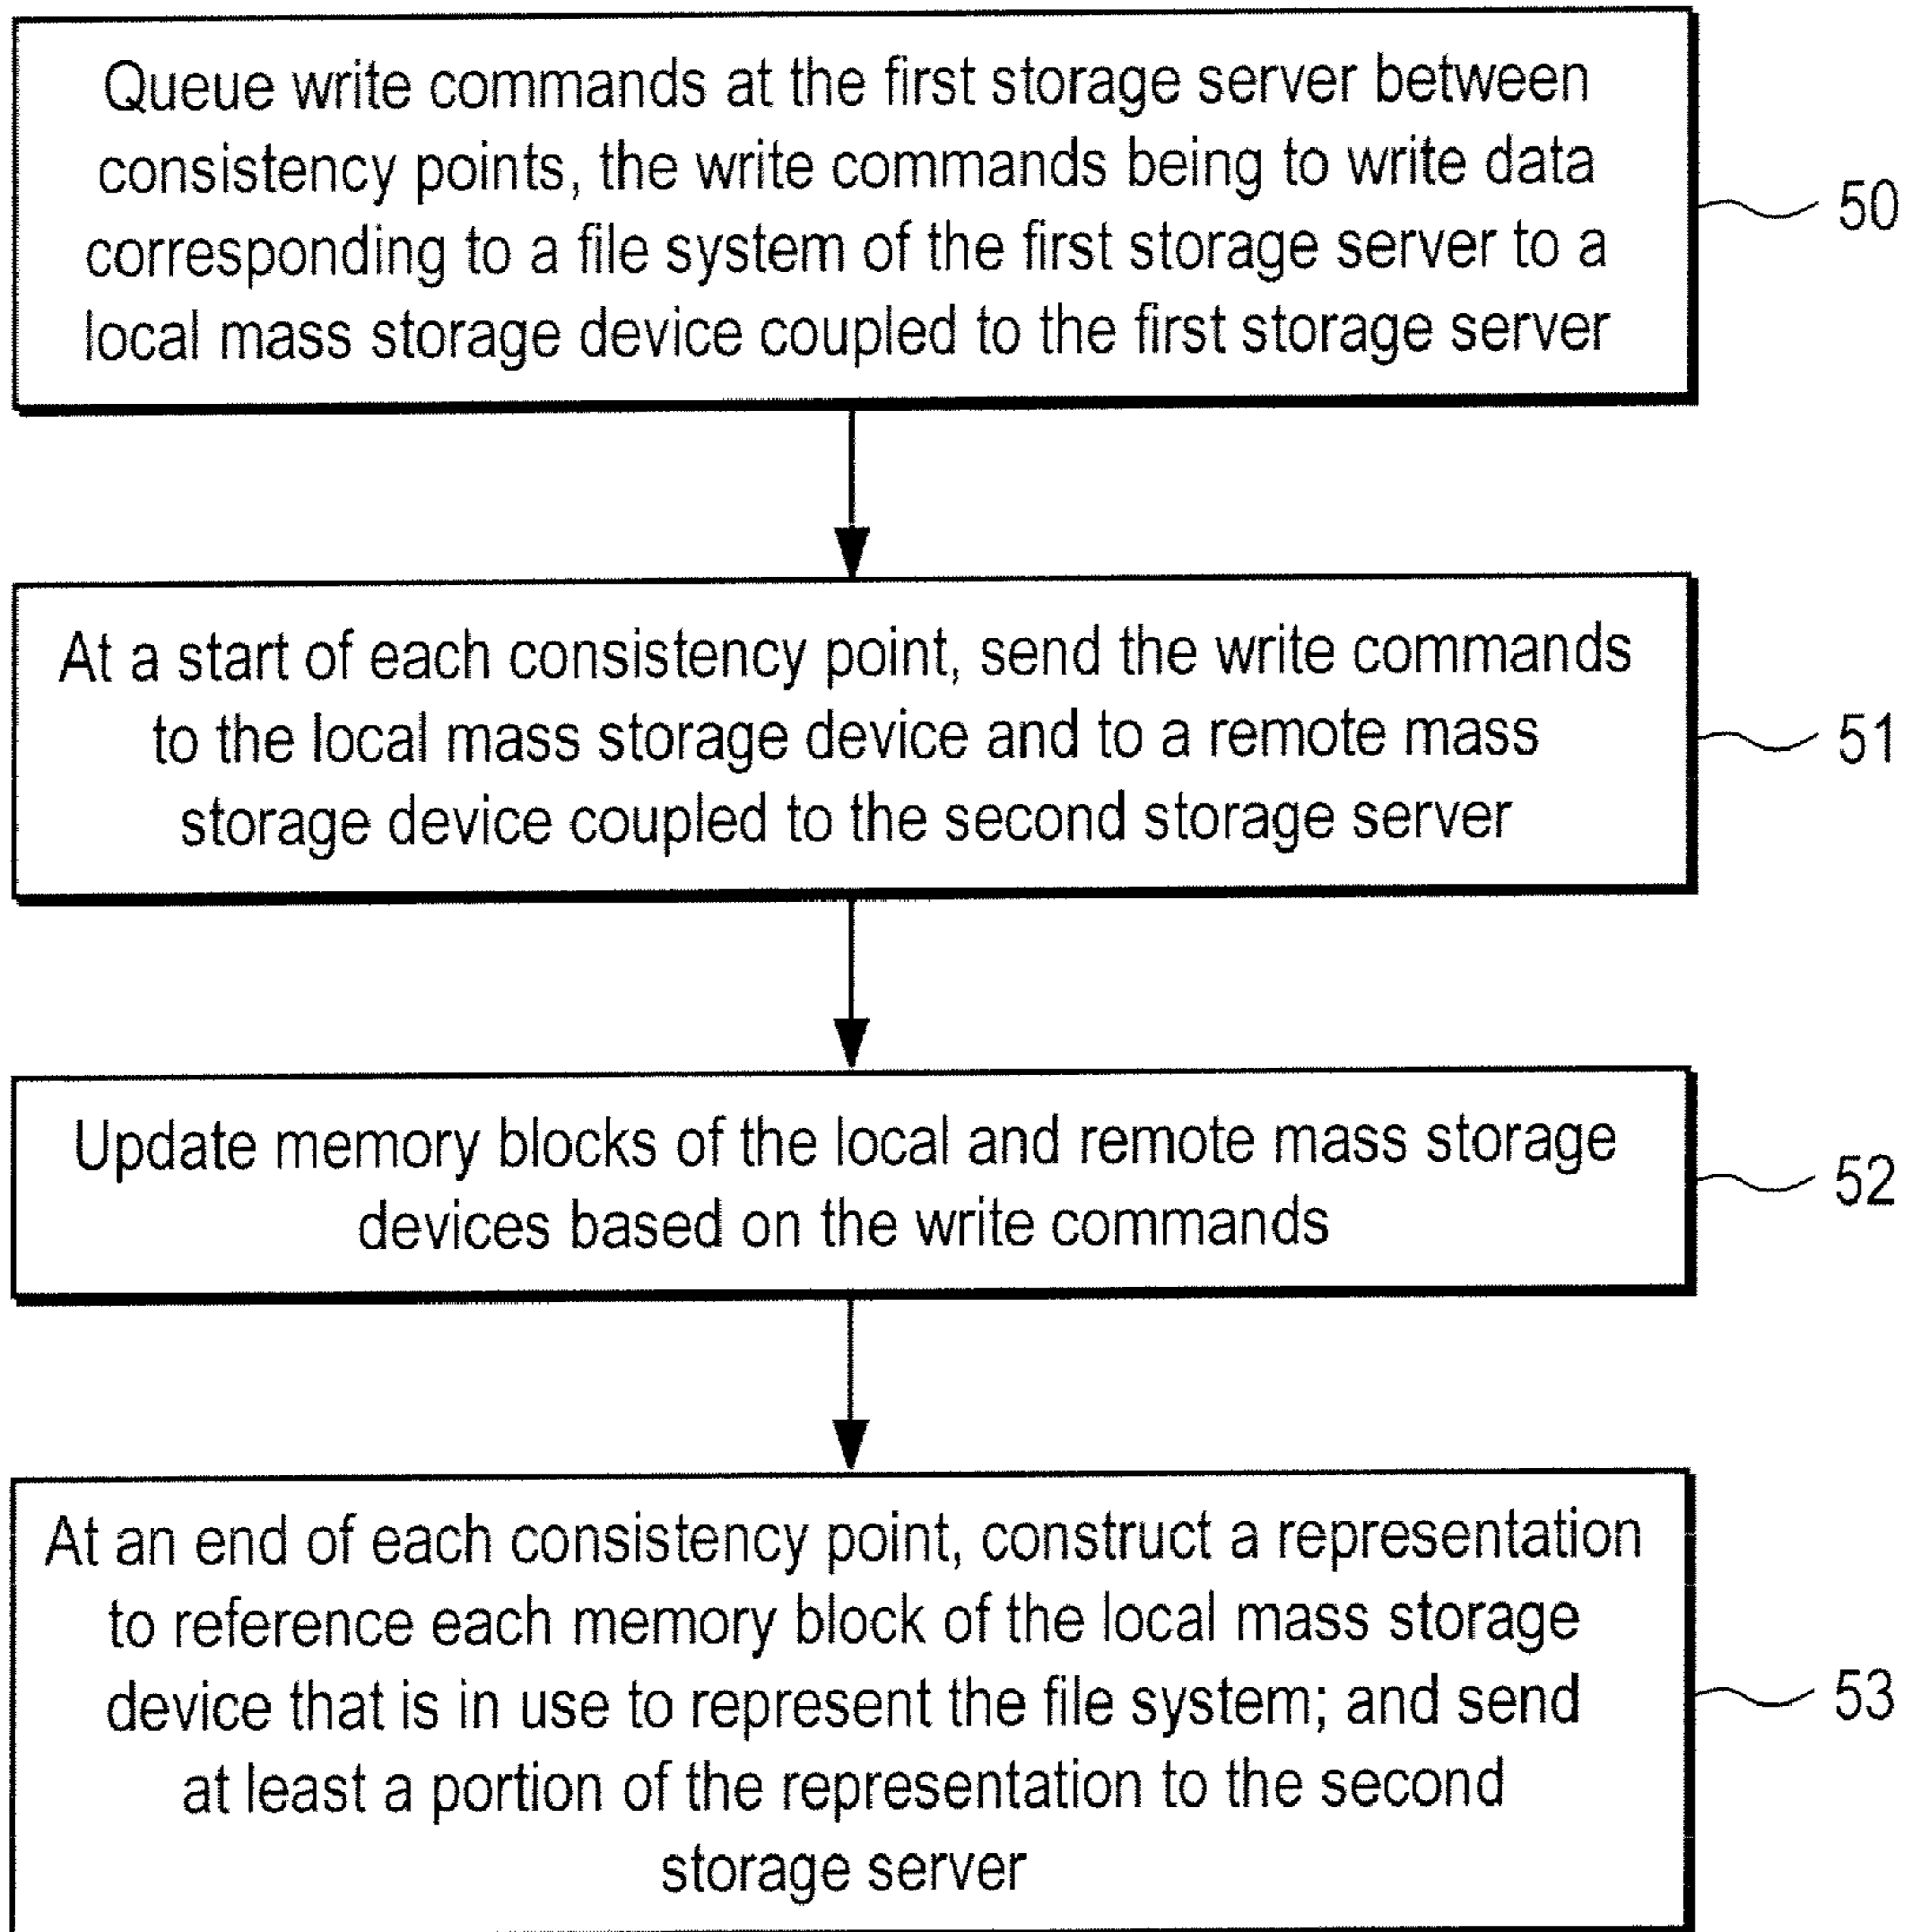 Queue write commands at the first storage server between
consistency points, the write commands being to write data
corresponding to a file system of the first storage server to a
local mass storage device coupled to the first storage server
50
At a start of each consistency point, send the write commands
to the local mass storage device and to a remote mass
storage device coupled to the second storage server
51
Update memory blocks of the local and remote mass storage
devices based on the write commands
52
At an end of each consistency point, construct a representation
to reference each memory block of the local mass storage
device that is in use to represent the file system; and send
at least a portion of the representation to the second
storage server
53